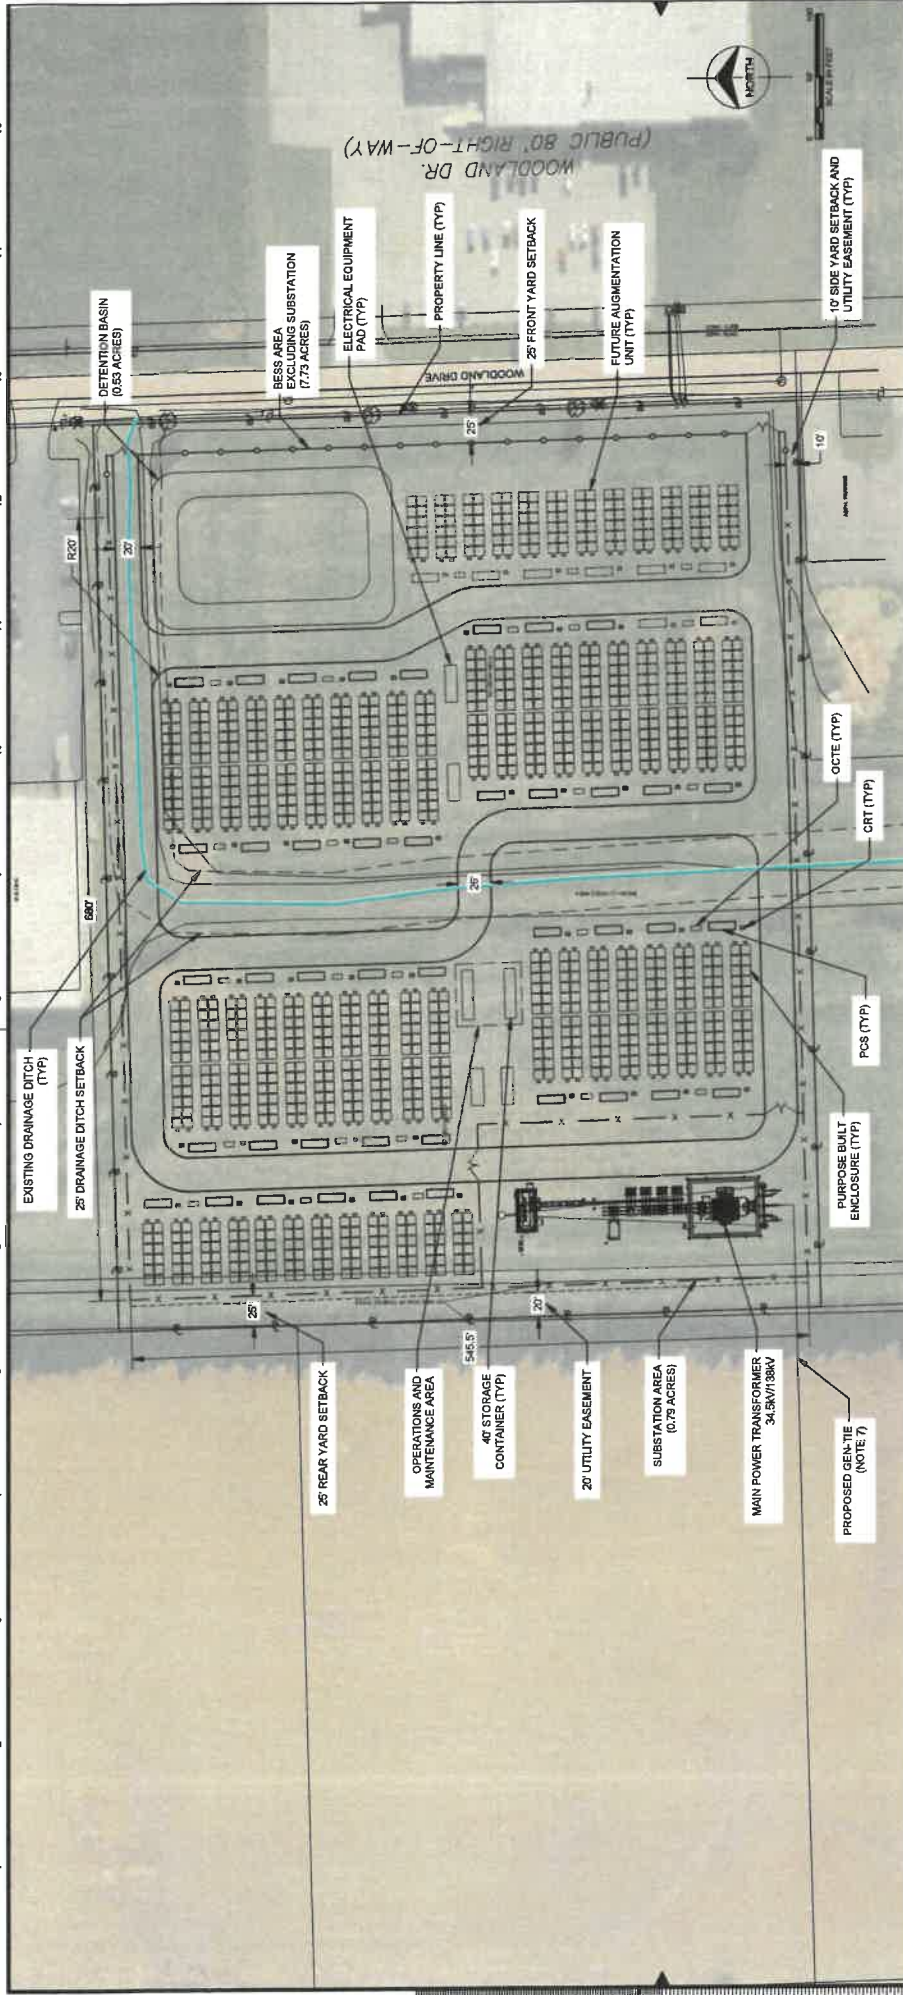 WOODLAND DR.
(PUBLIC 80' RIGHT-OF-WAY)
NORTH
SCALE IN FEET
DETENTION BASIN
(0.53 ACRES)
BESS AREA
EXCLUDING SUBSTATION
(7.73 ACRES)
ELECTRICAL EQUIPMENT
PAD (TYP)
PROPERTY LINE (TYP)
25' FRONT YARD SETBACK
FUTURE AUGMENTATION
UNIT (TYP)
10' SIDE YARD SETBACK AND
UTILITY EASEMENT (TYP)
WOODLAND DRIVE
25'
10'
R20'
20'
680'
26'
EXISTING DRAINAGE DITCH
(TYP)
25' DRAINAGE DITCH SETBACK
OCTE (TYP)
CRT (TYP)
PCS (TYP)
PURPOSE BUILT
ENCLOSURE (TYP)
25'
20'
545.5'
25' REAR YARD SETBACK
OPERATIONS AND
MAINTENANCE AREA
40' STORAGE
CONTAINER (TYP)
20' UTILITY EASEMENT
SUBSTATION AREA
(0.79 ACRES)
MAIN POWER TRANSFORMER
34.5kV/138kV
PROPOSED GEN-TIE
(NOTE 7)